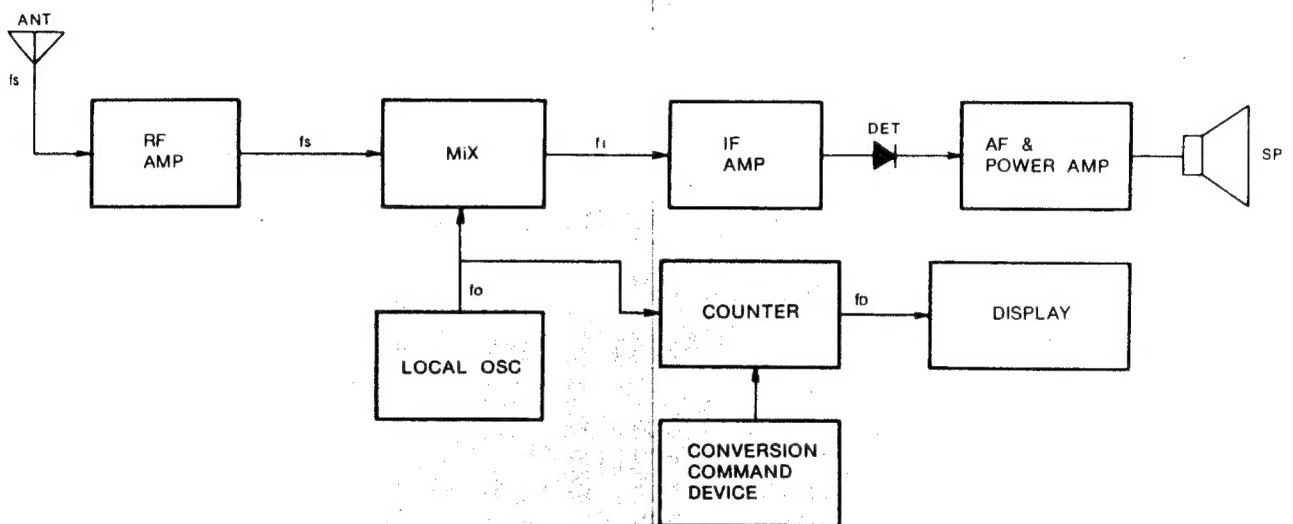 ANT
fs
RF
AMP
fs
MiX
fi
IF
AMP
DET
AF &
POWER AMP
SP
fo
LOCAL OSC
COUNTER
fD
DISPLAY
CONVERSION
COMMAND
DEVICE